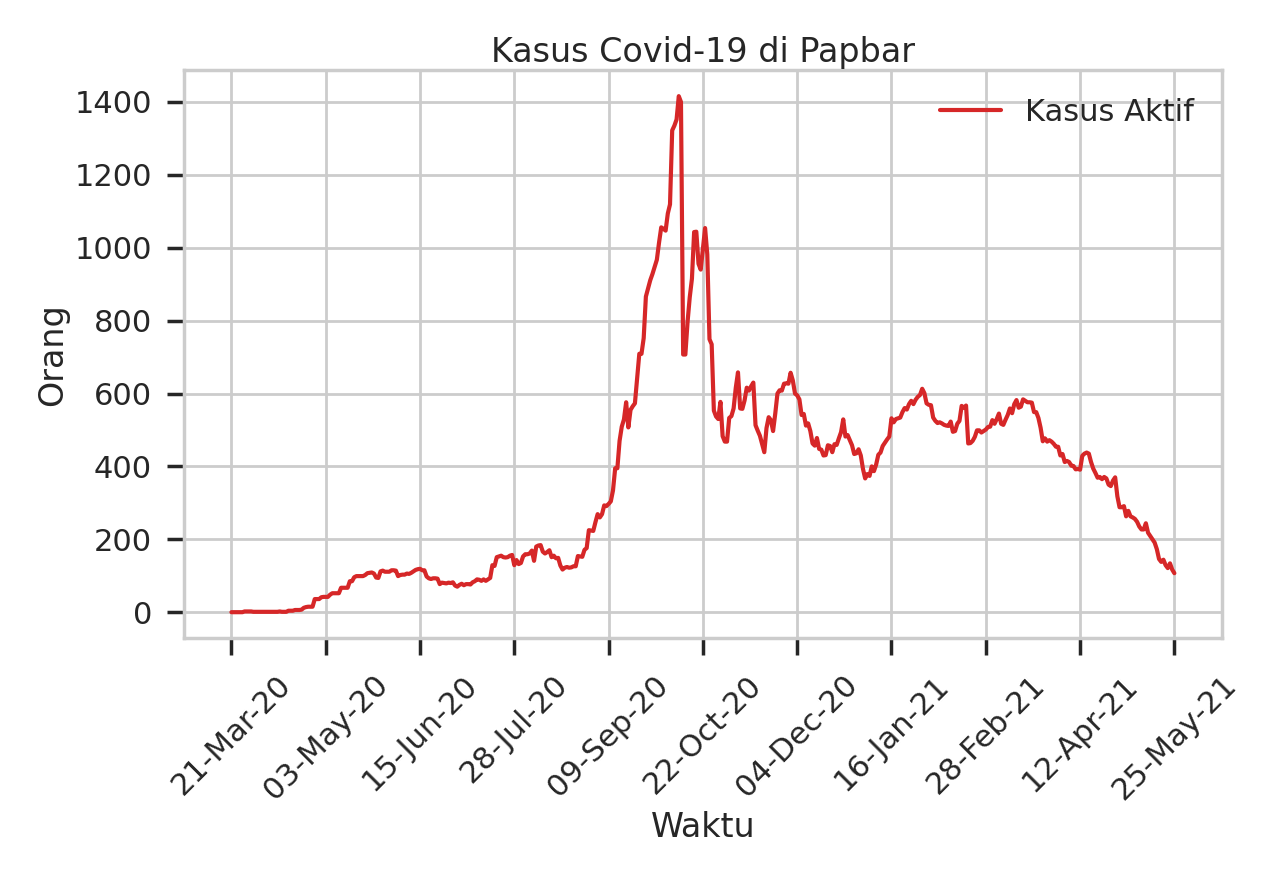 Kasus Covid-19 di Papbar
Kasus Aktif
1400
1200
1000
800
600
400
200
0
Orang
21-Mar-20
03-May-20
15-Jun-20
28-Jul-20
09-Sep-20
22-Oct-20
04-Dec-20
16-Jan-21
28-Feb-21
12-Apr-21
25-May-21
Waktu